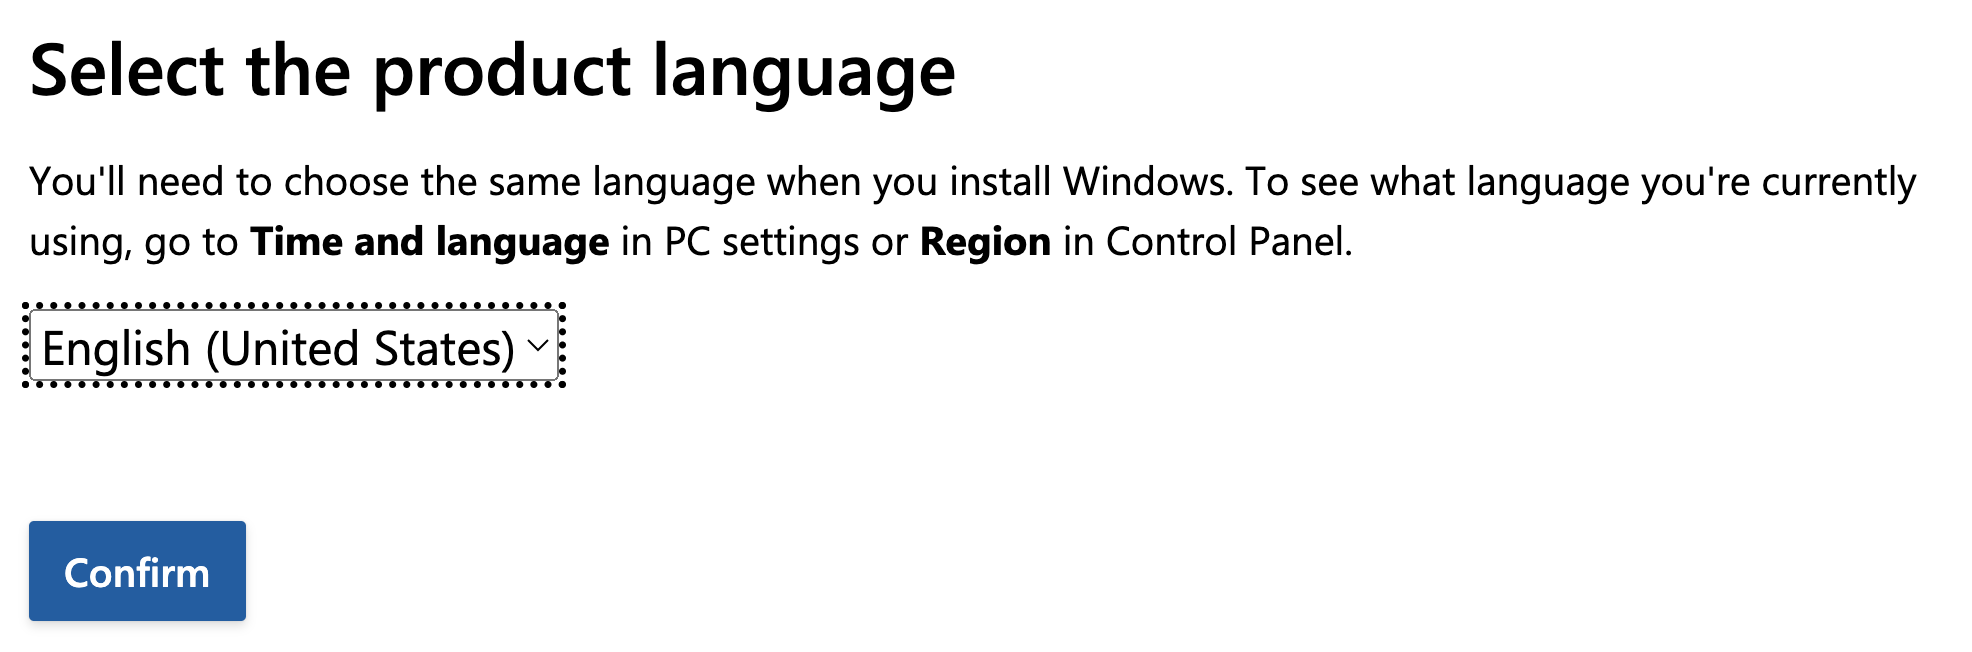 Select the product language
You'll need to choose the same language when you install Windows. To see what language you're currently
using, go to Time and language in PC settings or Region in Control Panel.
English (United States)
Confirm